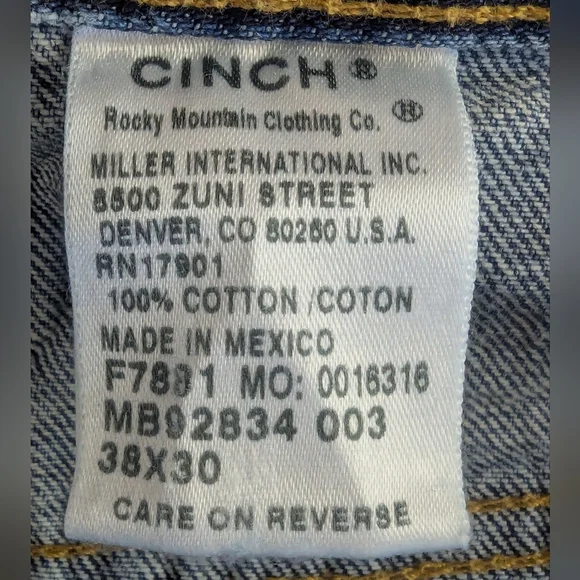 CINCH®
Rocky Mountain Clothing Co. ®
MILLER INTERNATIONAL INC.
8500 ZUNI STREET
DENVER, CO 80260 U.S.A.
RN17901
100% COTTON /COTON
MADE IN MEXICO
F7891 MO: 0016316
MB92834 003
38X30
CARE ON REVERSE